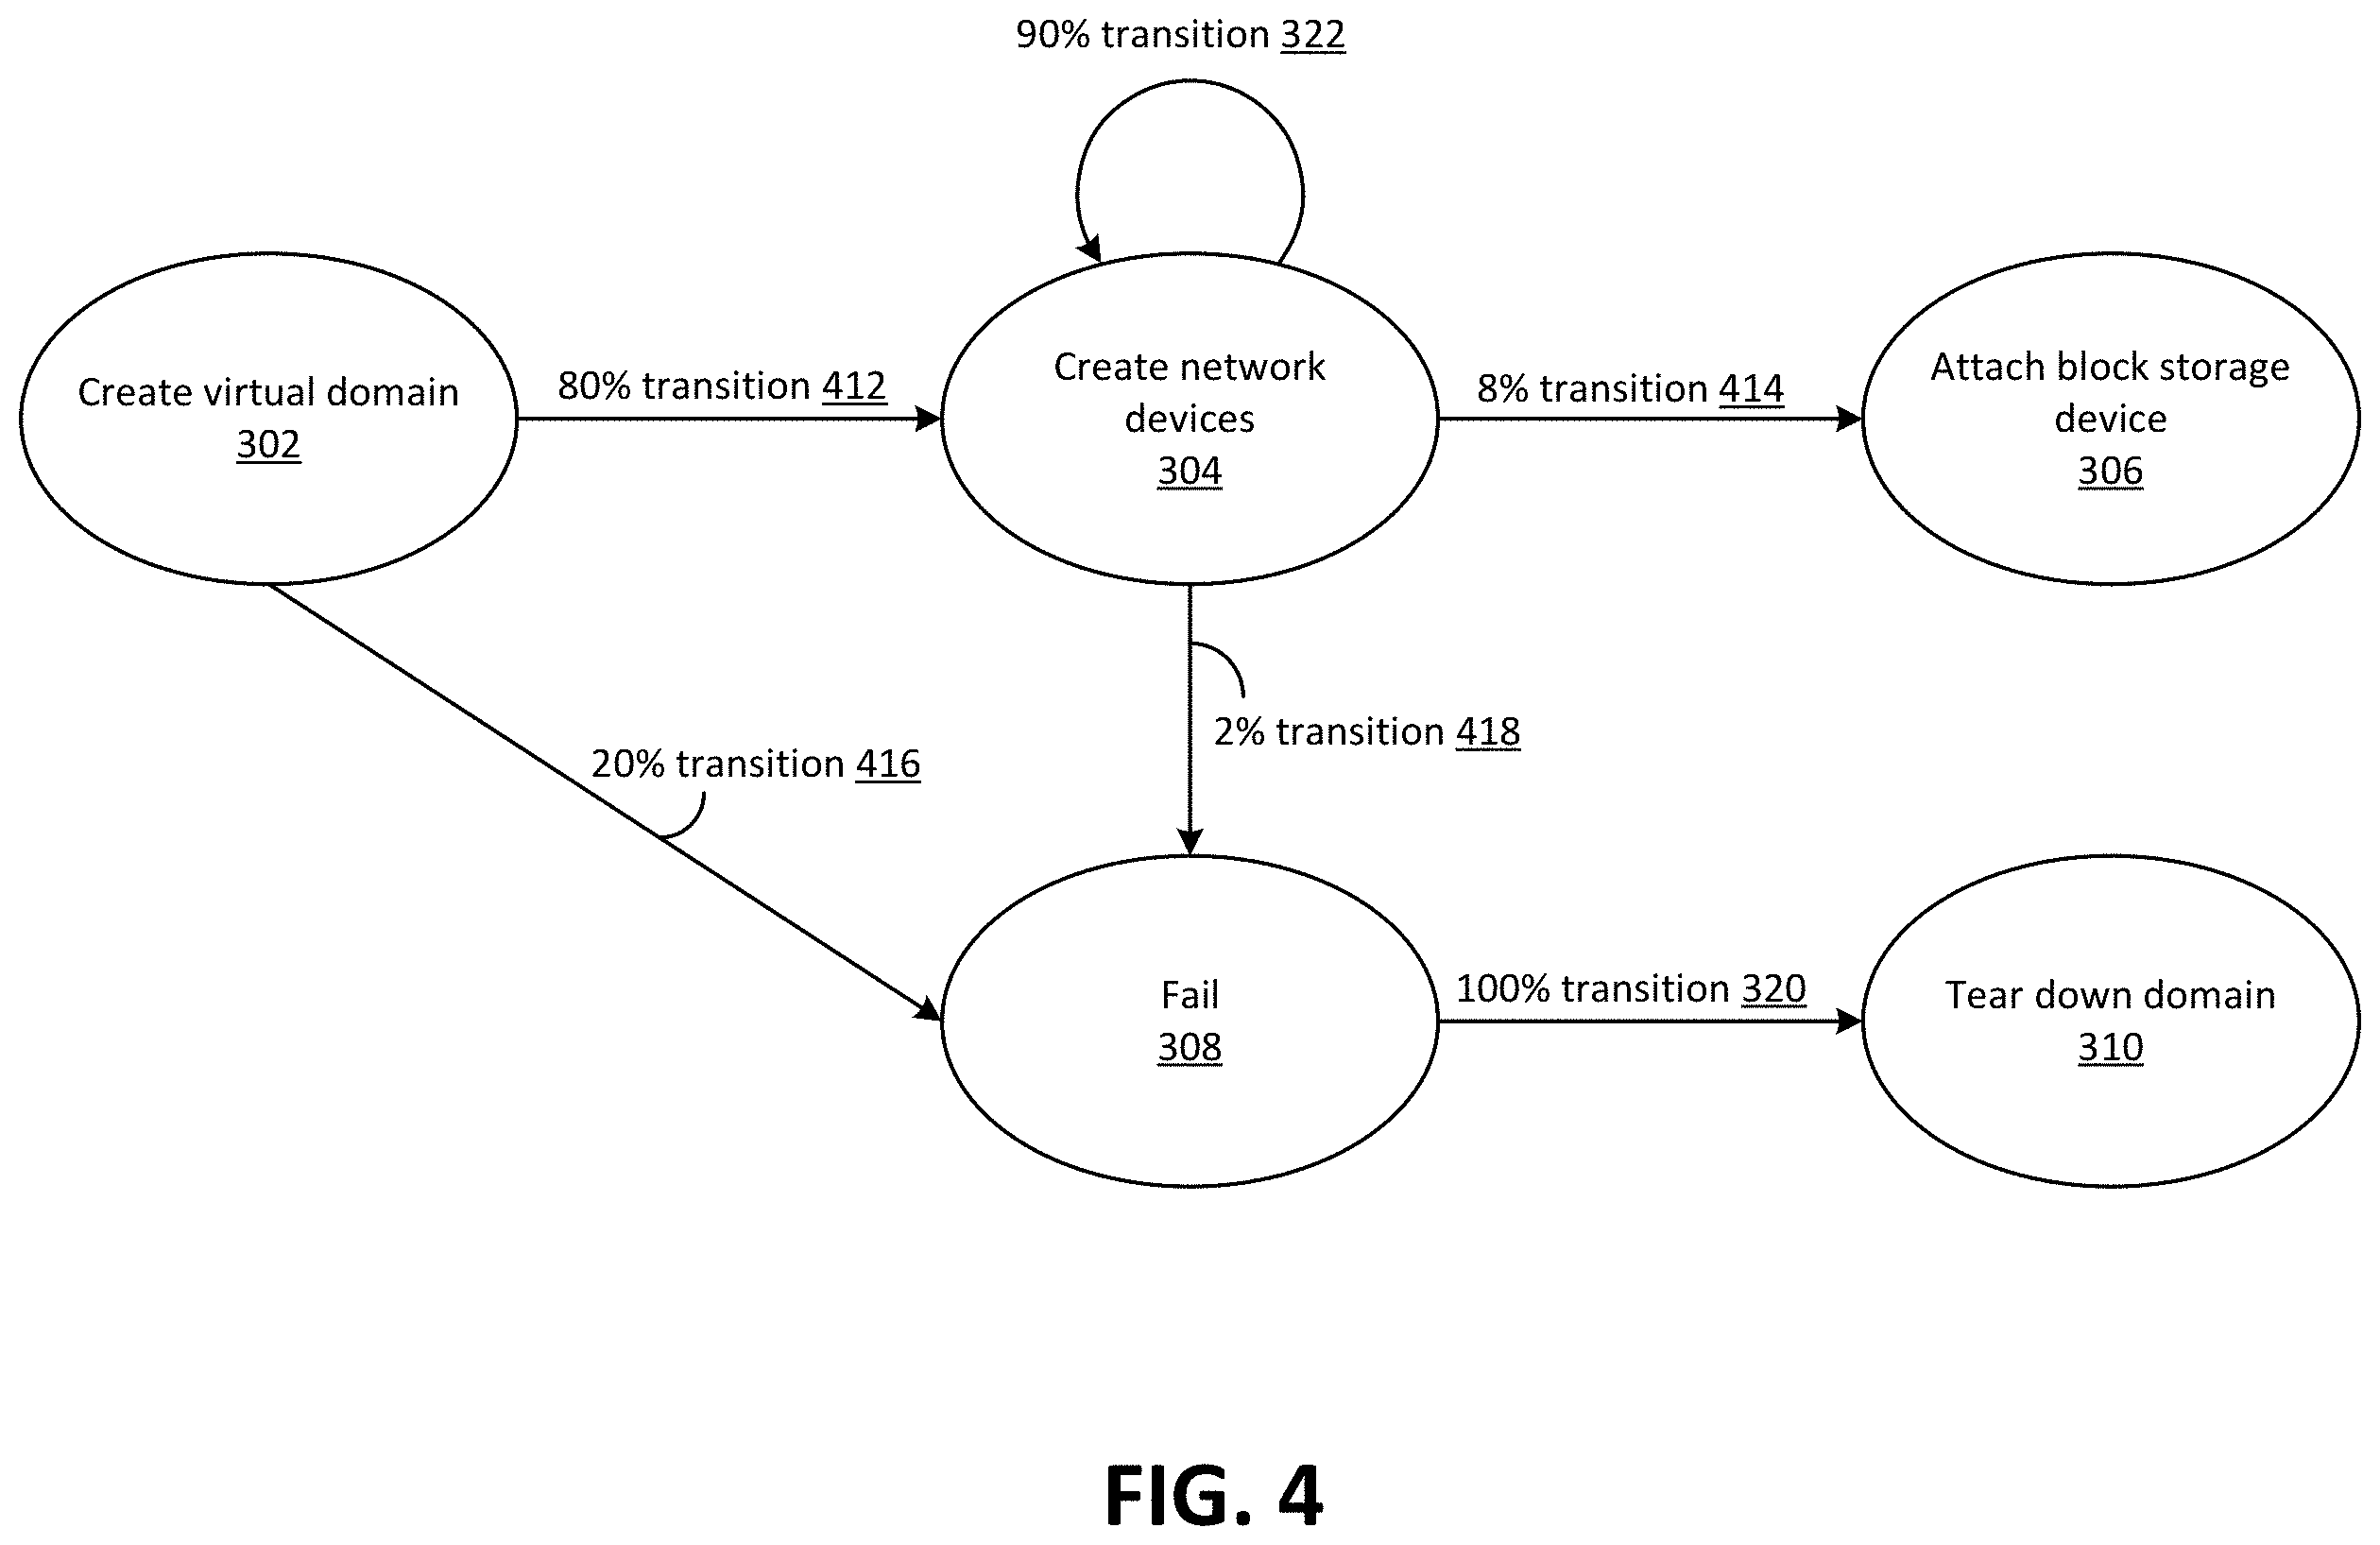 90% transition 322
Create virtual domain
302
80% transition 412
Create network
devices
304
8% transition 414
Attach block storage
device
306
20% transition 416
2% transition 418
Fail
308
100% transition 320
Tear down domain
310
FIG. 4